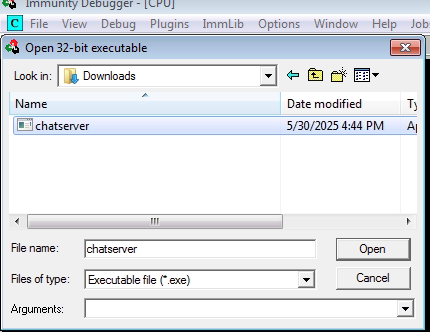 Immunity Debugger - [CPU]
C File View Debug Plugins ImmLib Options Window Help Jobs
Open 32-bit executable
Look in: Downloads
Name Date modified Ty
chatserver 5/30/2025 4:44 PM Ap
File name: chatserver Open
Files of type: Executable file (*.exe) Cancel
Arguments: